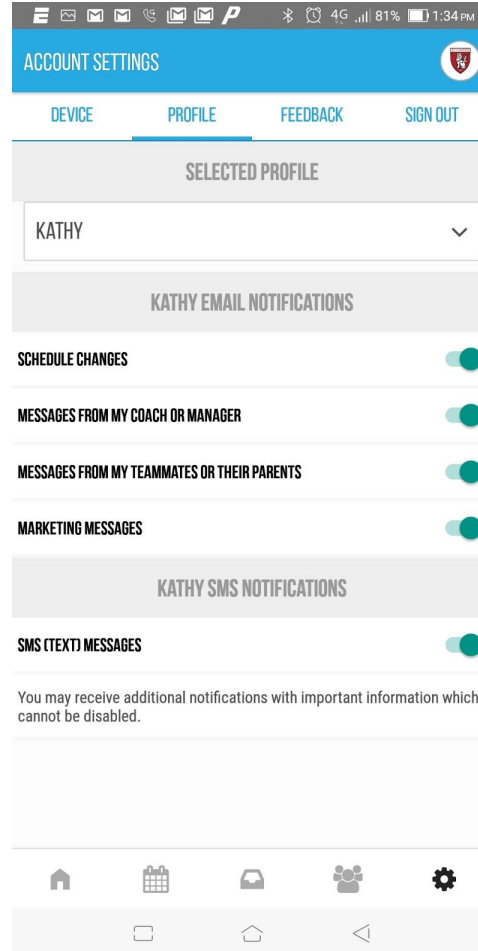 4G 81% 1:34 PM
ACCOUNT SETTINGS
DEVICE PROFILE FEEDBACK SIGN OUT
SELECTED PROFILE
KATHY
KATHY EMAIL NOTIFICATIONS
SCHEDULE CHANGES
MESSAGES FROM MY COACH OR MANAGER
MESSAGES FROM MY TEAMMATES OR THEIR PARENTS
MARKETING MESSAGES
KATHY SMS NOTIFICATIONS
SMS (TEXT) MESSAGES
You may receive additional notifications with important information which
cannot be disabled.